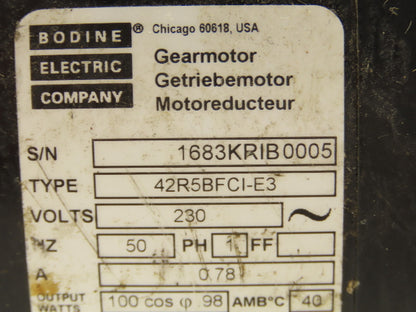 BODINE ® Chicago 60618, USA
ELECTRIC Gearmotor
COMPANY Getriebemotor
Motoreducteur
S/N 1683KRIB0005
TYPE 42R5BFCI-E3
VOLTS 230 ~
HZ 50 PH 1 FF
A 0.78
OUTPUT WATTS 100 cos φ .98 AMB°C 40